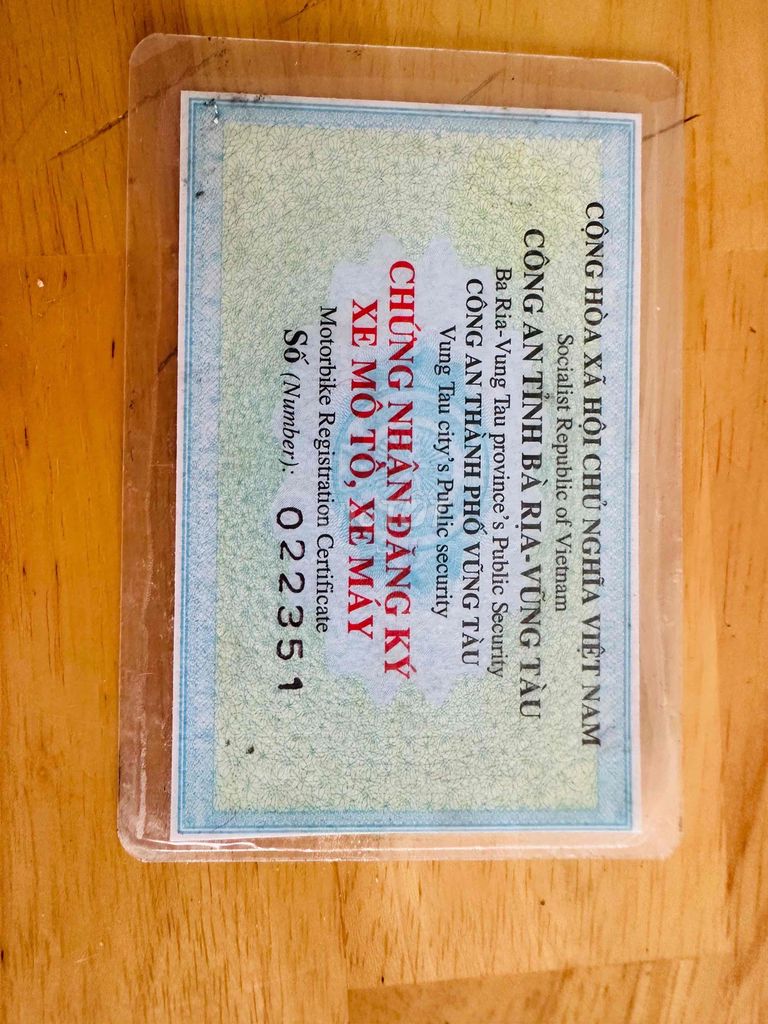 CỘNG HÒA XÃ HỘI CHỦ NGHĨA VIỆT NAM
Socialist Republic of Vietnam
CÔNG AN TỈNH BÀ RỊA-VŨNG TÀU
Ba Ria-Vung Tau province's Public Security
CÔNG AN THÀNH PHỐ VŨNG TÀU
Vung Tau city's Public security
CHỨNG NHẬN ĐĂNG KÝ
XE MÔ TÔ, XE MÁY
Motorbike Registration Certificate
Số (Number): 022351